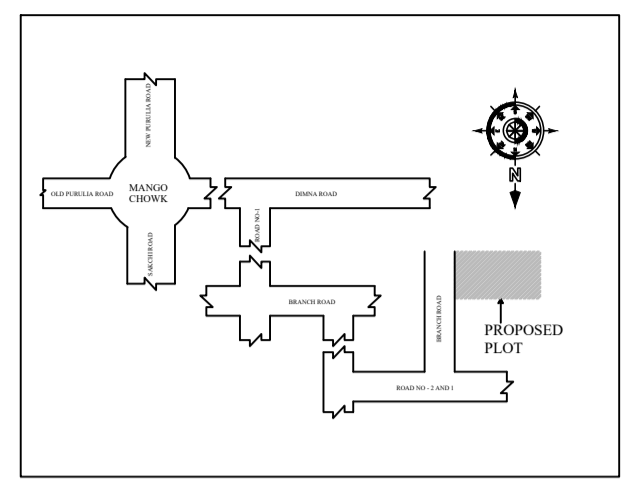 NEW PURULIA ROAD
OLD PURULIA ROAD
MANGO
CHOWK
DIMNA ROAD
SAKCHI ROAD
ROAD NO-1
N
BRANCH ROAD
BRANCH ROAD
PROPOSED
PLOT
ROAD NO - 2 AND 1